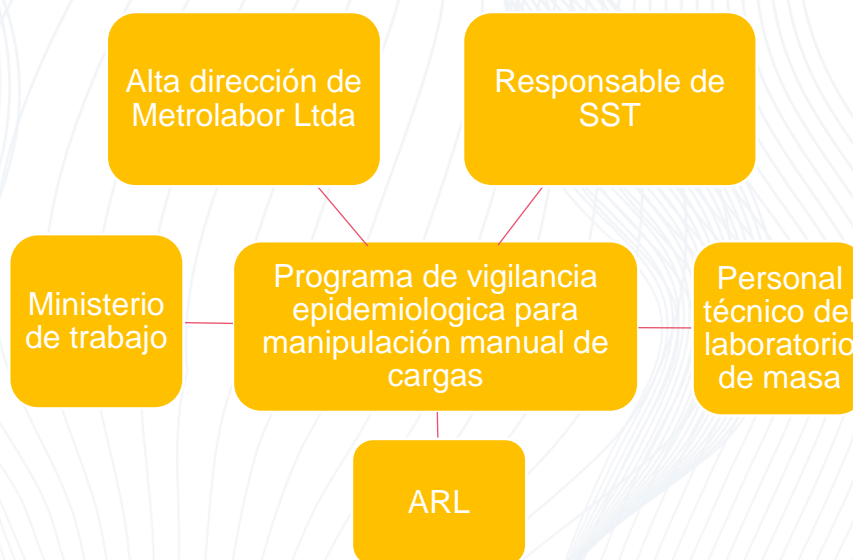 Alta dirección de
Metrolabor Ltda
Responsable de
SST
Ministerio
de trabajo
Programa de vigilancia
epidemiologica para
manipulación manual de
cargas
Personal
técnico del
laboratorio
de masa
ARL